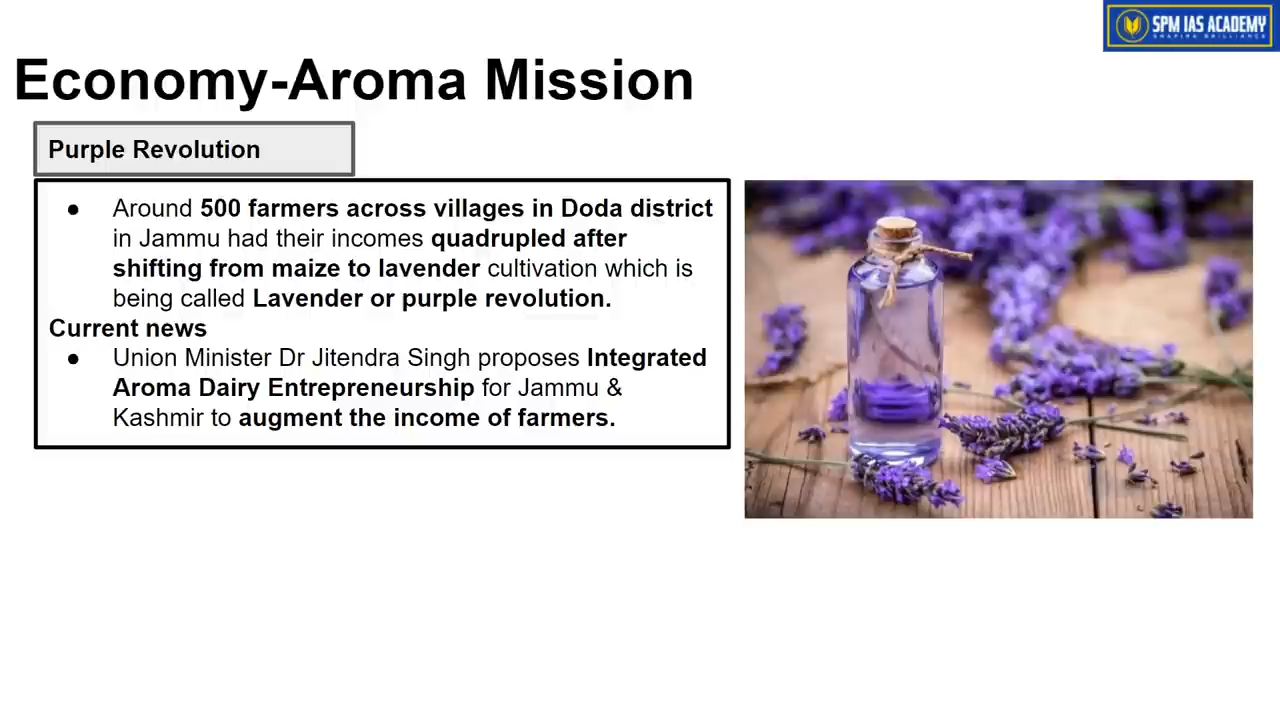 SPM IAS ACADEMY
SHAPING BRILLIANCE
Economy-Aroma Mission
Purple Revolution
● Around 500 farmers across villages in Doda district
in Jammu had their incomes quadrupled after
shifting from maize to lavender cultivation which is
being called Lavender or purple revolution.
Current news
● Union Minister Dr Jitendra Singh proposes Integrated
Aroma Dairy Entrepreneurship for Jammu &
Kashmir to augment the income of farmers.